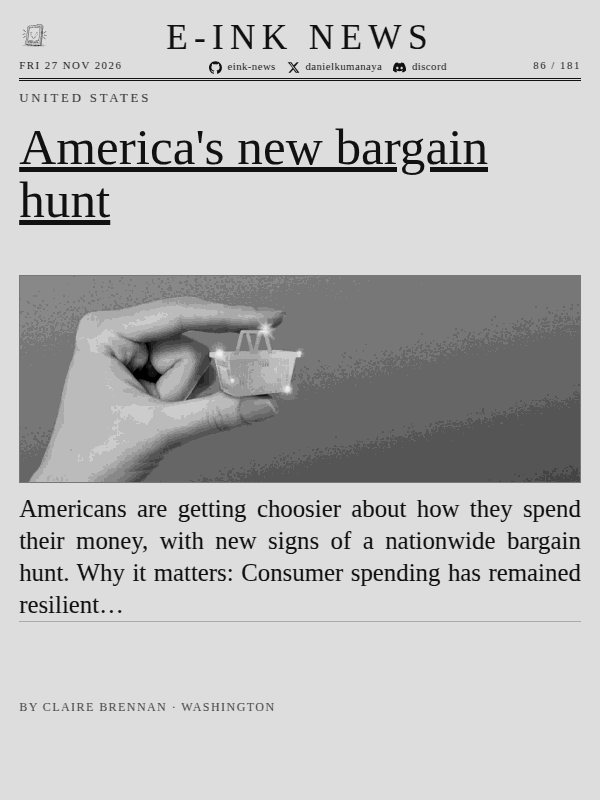 E-INK NEWS
FRI 27 NOV 2026
eink-news danielkumanaya discord
86 / 181
UNITED STATES
America's new bargain
hunt
Americans are getting choosier about how they spend
their money, with new signs of a nationwide bargain
hunt. Why it matters: Consumer spending has remained
resilient…
BY CLAIRE BRENNAN · WASHINGTON